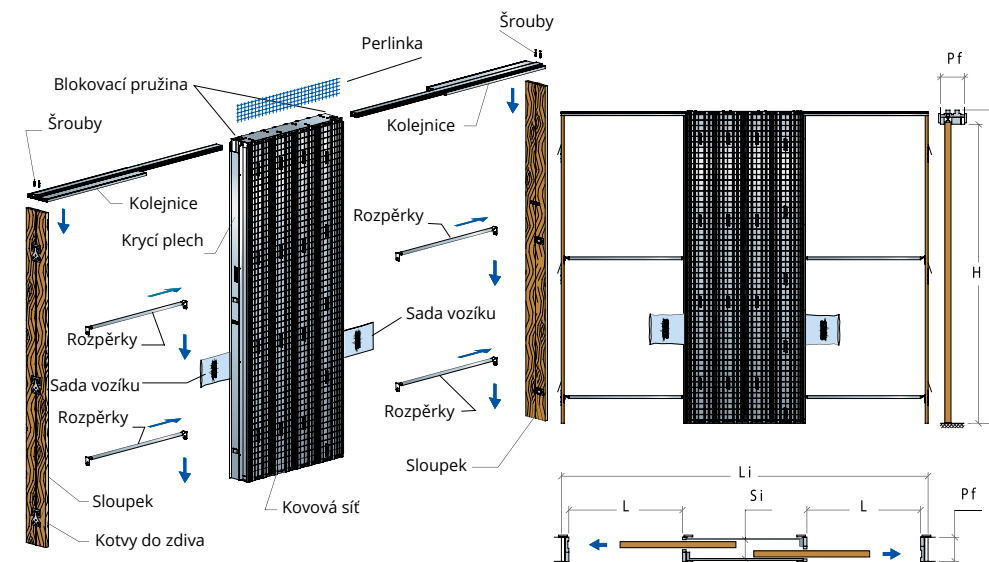 Šrouby
Perlinka
Pf
Blokovací pružina
Šrouby
Kolejnice
Kolejnice
Rozpěrky
Krycí plech
H
Sada vozíku
Rozpěrky
Sada vozíku
Rozpěrky
Rozpěrky
Sloupek
Li
Sloupek
Kovová síť
L
Si
L
Pf
Kotvy do zdiva